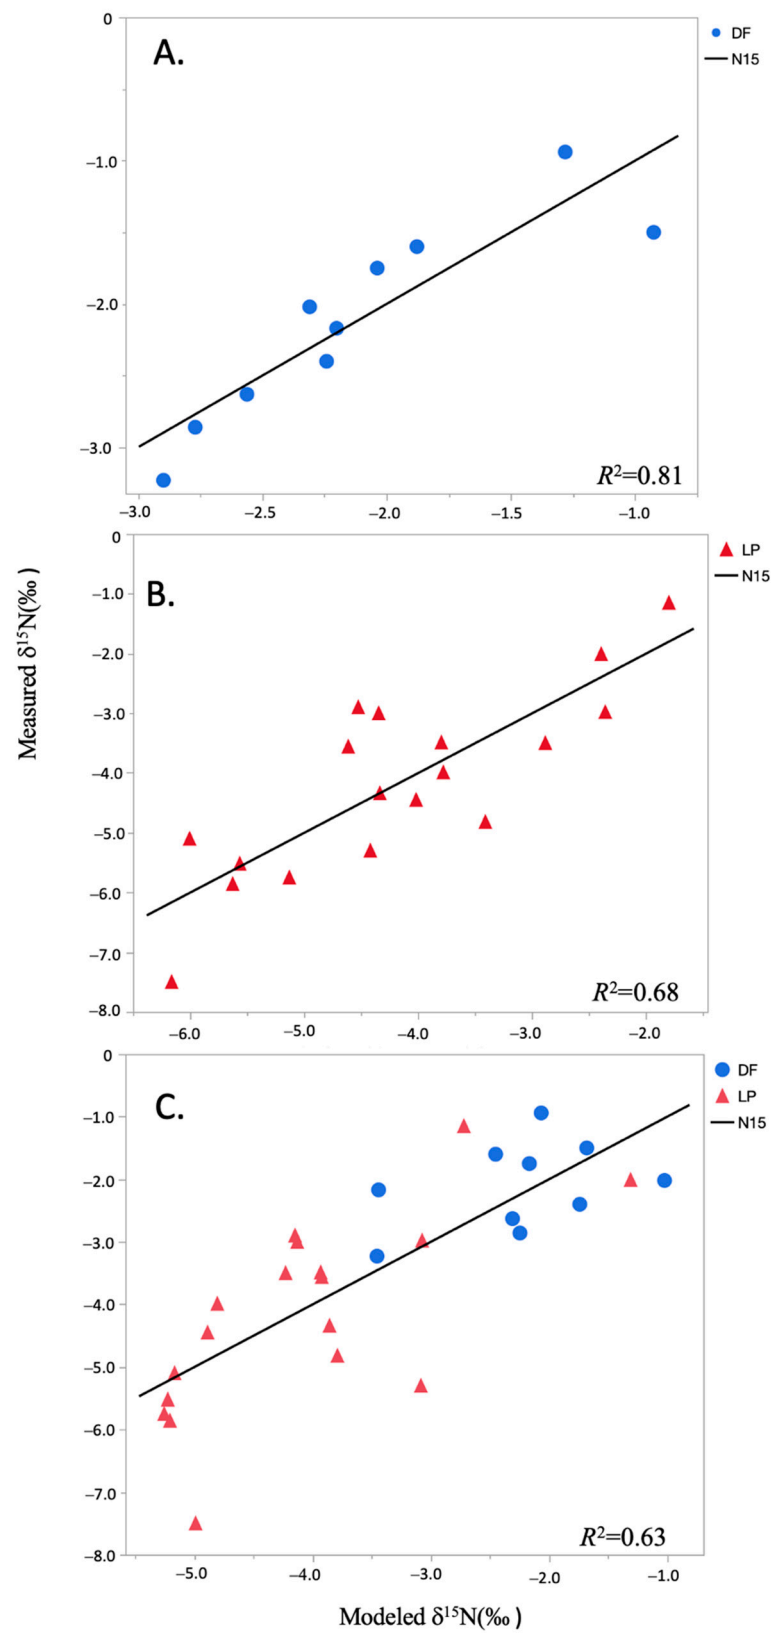 0
A.
DF
N15
−1.0
−2.0
−3.0
R²=0.81
−3.0 −2.5 −2.0 −1.5 −1.0
Measured δ¹⁵N(‰)
0
B.
LP
N15
−1.0
−2.0
−3.0
−4.0
−5.0
−6.0
−7.0
−8.0
R²=0.68
−6.0 −5.0 −4.0 −3.0 −2.0
0
C.
DF
LP
N15
−1.0
−2.0
−3.0
−4.0
−5.0
−6.0
−7.0
−8.0
R²=0.63
−5.0 −4.0 −3.0 −2.0 −1.0
Modeled δ¹⁵N(‰)